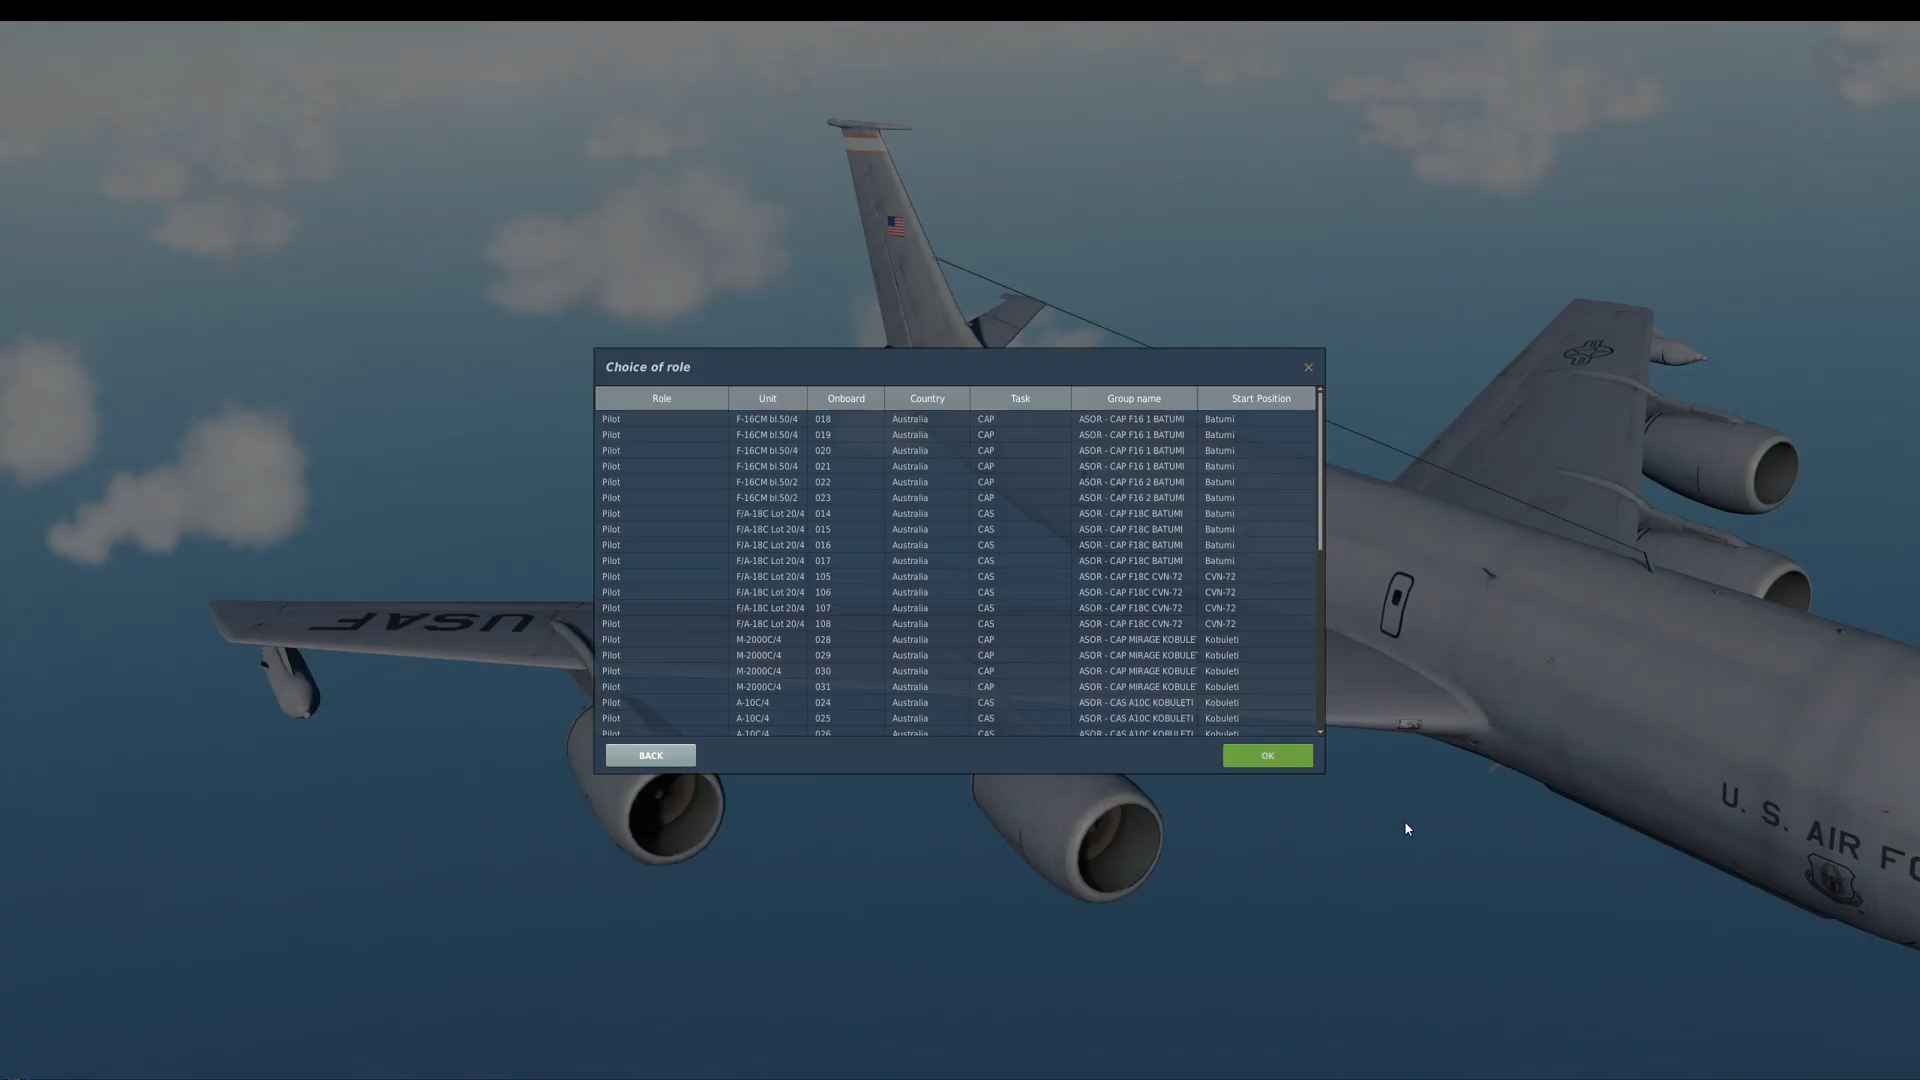 Choice of role
Role Unit Onboard Country Task Group name Start Position
Pilot F-16CM bl.50/4 018 Australia CAP ASOR - CAP F16 1 BATUMI Batumi
Pilot F-16CM bl.50/4 019 Australia CAP ASOR - CAP F16 1 BATUMI Batumi
Pilot F-16CM bl.50/4 020 Australia CAP ASOR - CAP F16 1 BATUMI Batumi
Pilot F-16CM bl.50/4 021 Australia CAP ASOR - CAP F16 1 BATUMI Batumi
Pilot F-16CM bl.50/2 022 Australia CAP ASOR - CAP F16 2 BATUMI Batumi
Pilot F-16CM bl.50/2 023 Australia CAP ASOR - CAP F16 2 BATUMI Batumi
Pilot F/A-18C Lot 20/4 014 Australia CAS ASOR - CAP F18C BATUMI Batumi
Pilot F/A-18C Lot 20/4 015 Australia CAS ASOR - CAP F18C BATUMI Batumi
Pilot F/A-18C Lot 20/4 016 Australia CAS ASOR - CAP F18C BATUMI Batumi
Pilot F/A-18C Lot 20/4 017 Australia CAS ASOR - CAP F18C BATUMI Batumi
Pilot F/A-18C Lot 20/4 105 Australia CAS ASOR - CAP F18C CVN-72 CVN-72
Pilot F/A-18C Lot 20/4 106 Australia CAS ASOR - CAP F18C CVN-72 CVN-72
Pilot F/A-18C Lot 20/4 107 Australia CAS ASOR - CAP F18C CVN-72 CVN-72
Pilot F/A-18C Lot 20/4 108 Australia CAS ASOR - CAP F18C CVN-72 CVN-72
Pilot M-2000C/4 028 Australia CAP ASOR - CAP MIRAGE KOBULE Kobuleti
Pilot M-2000C/4 029 Australia CAP ASOR - CAP MIRAGE KOBULE Kobuleti
Pilot M-2000C/4 030 Australia CAP ASOR - CAP MIRAGE KOBULE Kobuleti
Pilot M-2000C/4 031 Australia CAP ASOR - CAP MIRAGE KOBULE Kobuleti
Pilot A-10C/4 024 Australia CAS ASOR - CAS A10C KOBULETI Kobuleti
Pilot A-10C/4 025 Australia CAS ASOR - CAS A10C KOBULETI Kobuleti
Pilot A-10C/4 026 Australia CAS ASOR - CAS A10C KOBULETI Kobuleti
BACK OK
USAF
U. S. AIR FO